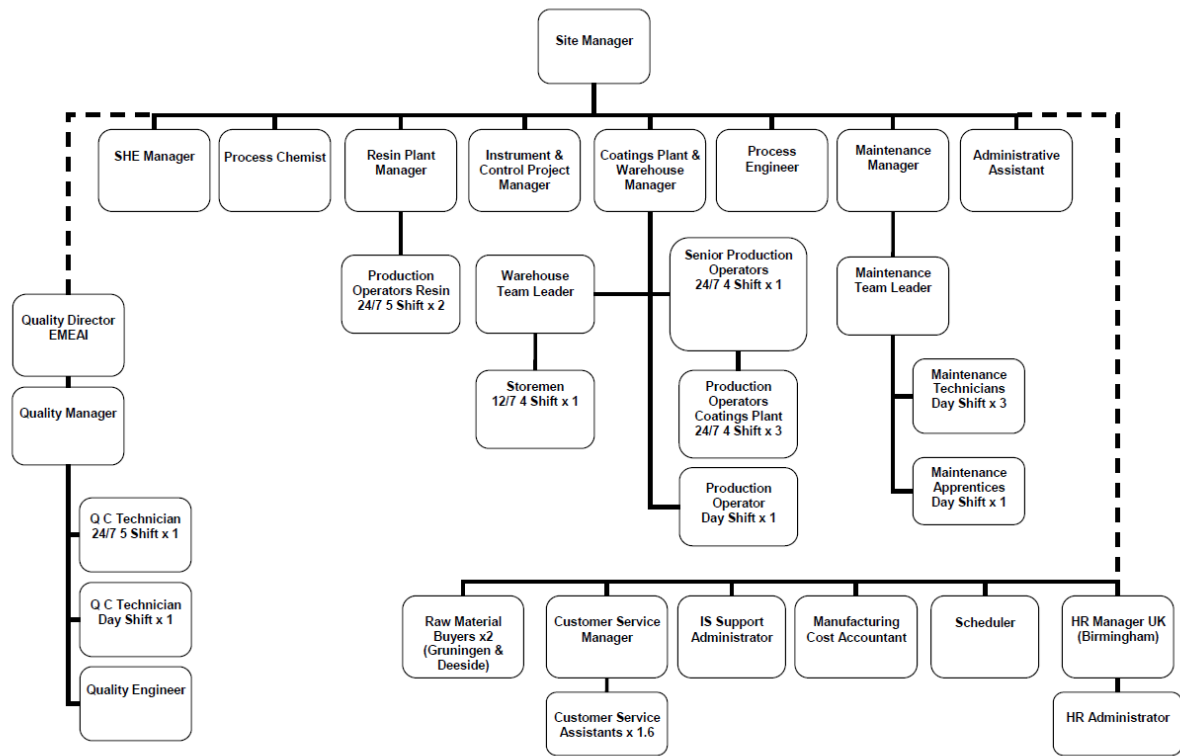 Site Manager
SHE Manager
Process Chemist
Resin Plant
Manager
Instrument &
Control Project
Manager
Coatings Plant &
Warehouse
Manager
Process
Engineer
Maintenance
Manager
Administrative
Assistant
Production
Operators Resin
24/7 5 Shift x 2
Warehouse
Team Leader
Senior Production
Operators
24/7 4 Shift x 1
Maintenance
Team Leader
Quality Director
EMEAI
Storemen
12/7 4 Shift x 1
Production
Operators
Coatings Plant
24/7 4 Shift x 3
Maintenance
Technicians
Day Shift x 3
Quality Manager
Production
Operator
Day Shift x 1
Maintenance
Apprentices
Day Shift x 1
Q C Technician
24/7 5 Shift x 1
Q C Technician
Day Shift x 1
Quality Engineer
Raw Material
Buyers x2
(Gruningen &
Deeside)
Customer Service
Manager
IS Support
Administrator
Manufacturing
Cost Accountant
Scheduler
HR Manager UK
(Birmingham)
Customer Service
Assistants x 1.6
HR Administrator